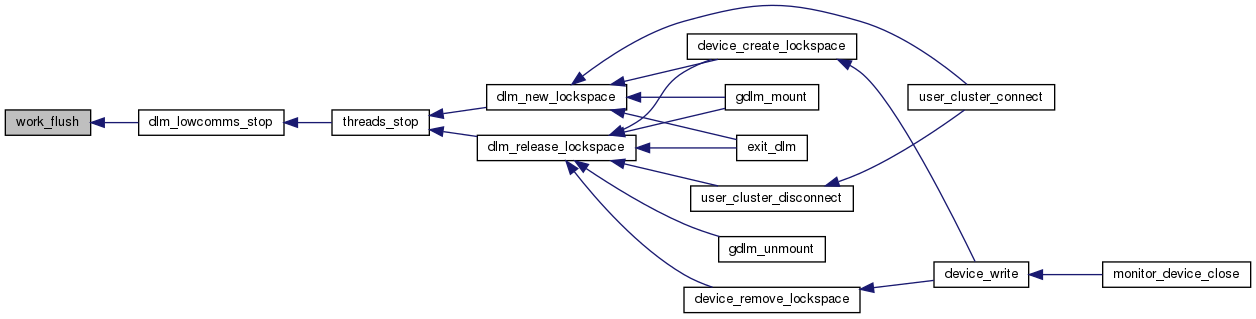 work_flush
dlm_lowcomms_stop
threads_stop
dlm_new_lockspace
dlm_release_lockspace
device_create_lockspace
gdlm_mount
exit_dlm
user_cluster_disconnect
gdlm_unmount
device_remove_lockspace
user_cluster_connect
device_write
monitor_device_close